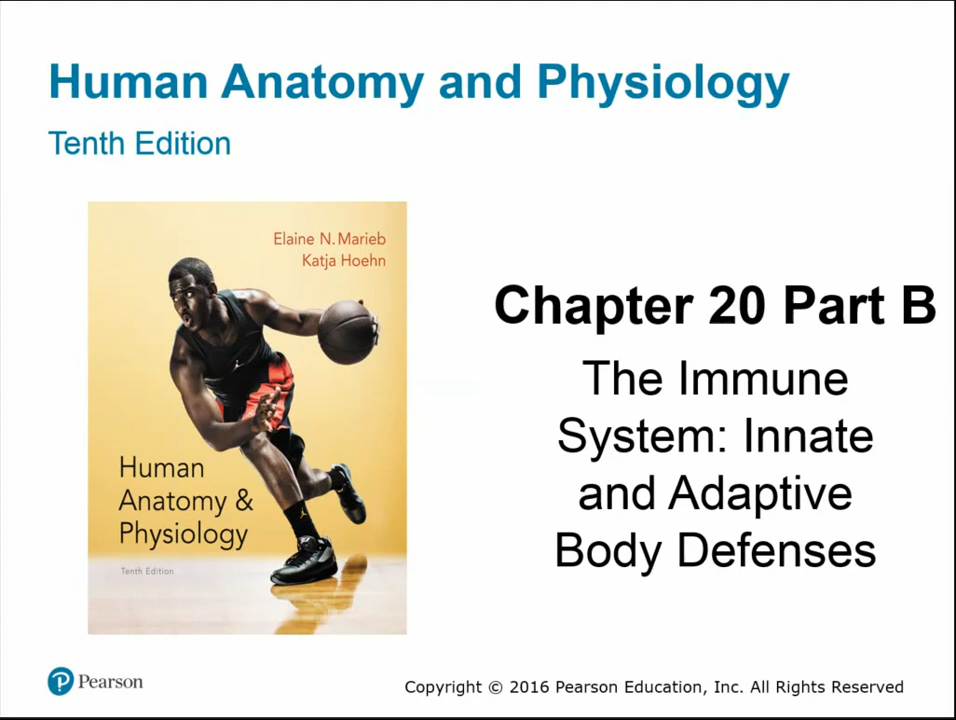 Human Anatomy and Physiology
Tenth Edition
Elaine N. Marieb
Katja Hoehn
Human
Anatomy &
Physiology
Tenth Edition
Chapter 20 Part B
The Immune
System: Innate
and Adaptive
Body Defenses
P Pearson
Copyright © 2016 Pearson Education, Inc. All Rights Reserved